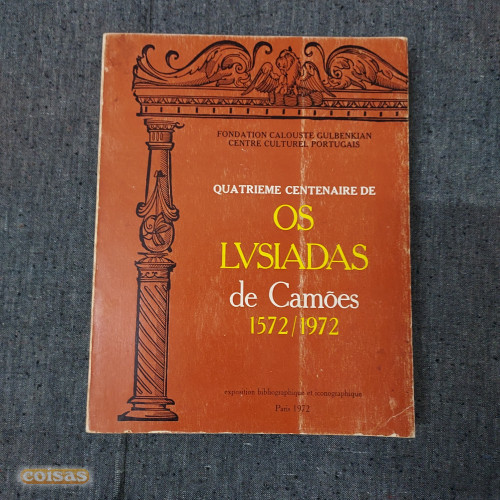 FONDATION CALOUSTE GULBENKIAN
CENTRE CULTUREL PORTUGAIS
QUATRIEME CENTENAIRE DE
OS
LVSIADAS
de Camões
1572/1972
exposition bibliographique et iconographique
Paris 1972
coisas